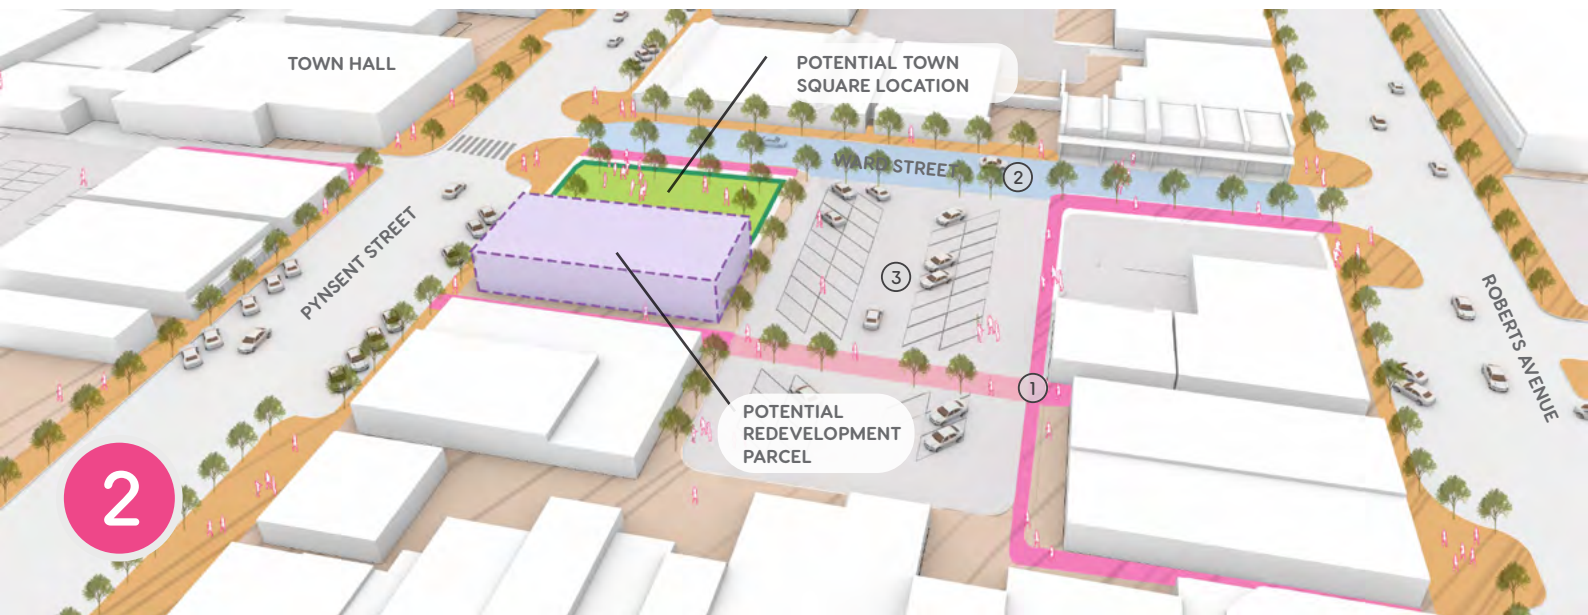 TOWN HALL
POTENTIAL TOWN
SQUARE LOCATION
WARD STREET
2
3
PYNSENT STREET
ROBERTS AVENUE
1
POTENTIAL
REDEVELOPMENT
PARCEL
2